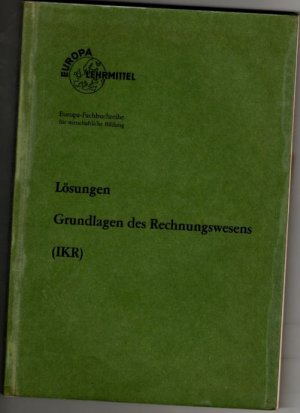 EUROPA
LEHRMITTEL
Europa-Fachbuchreihe
für wirtschaftliche Bildung
Lösungen
Grundlagen des Rechnungswesens
(IKR)